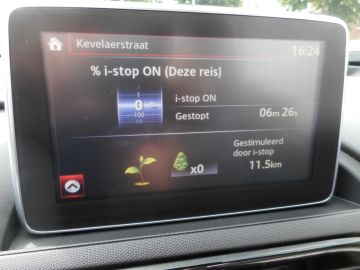 Kevelaerstraat
16:24
% i-stop ON (Deze reis)
i-stop ON
100
Gestopt 06m 26s
Gestimuleerd
door i-stop
x0 11.5km